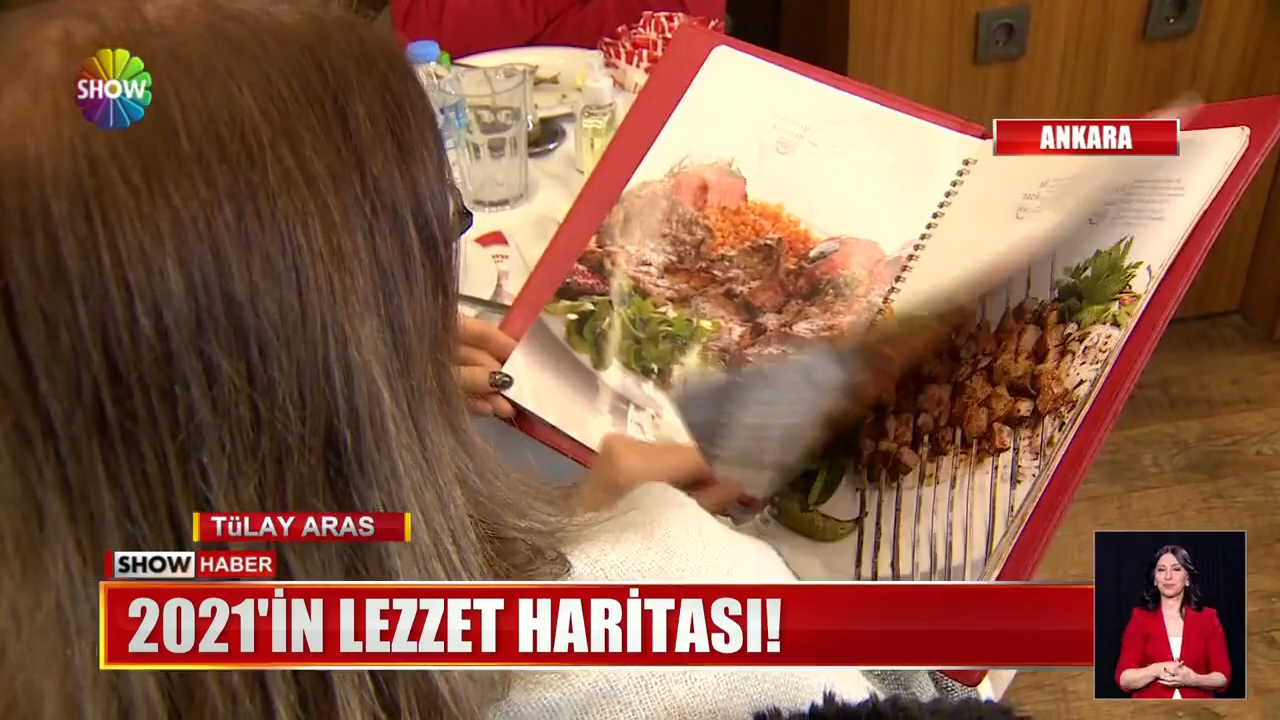 SHOW
ANKARA
TüLAY ARAS
SHOW HABER
2021'İN LEZZET HARİTASI!